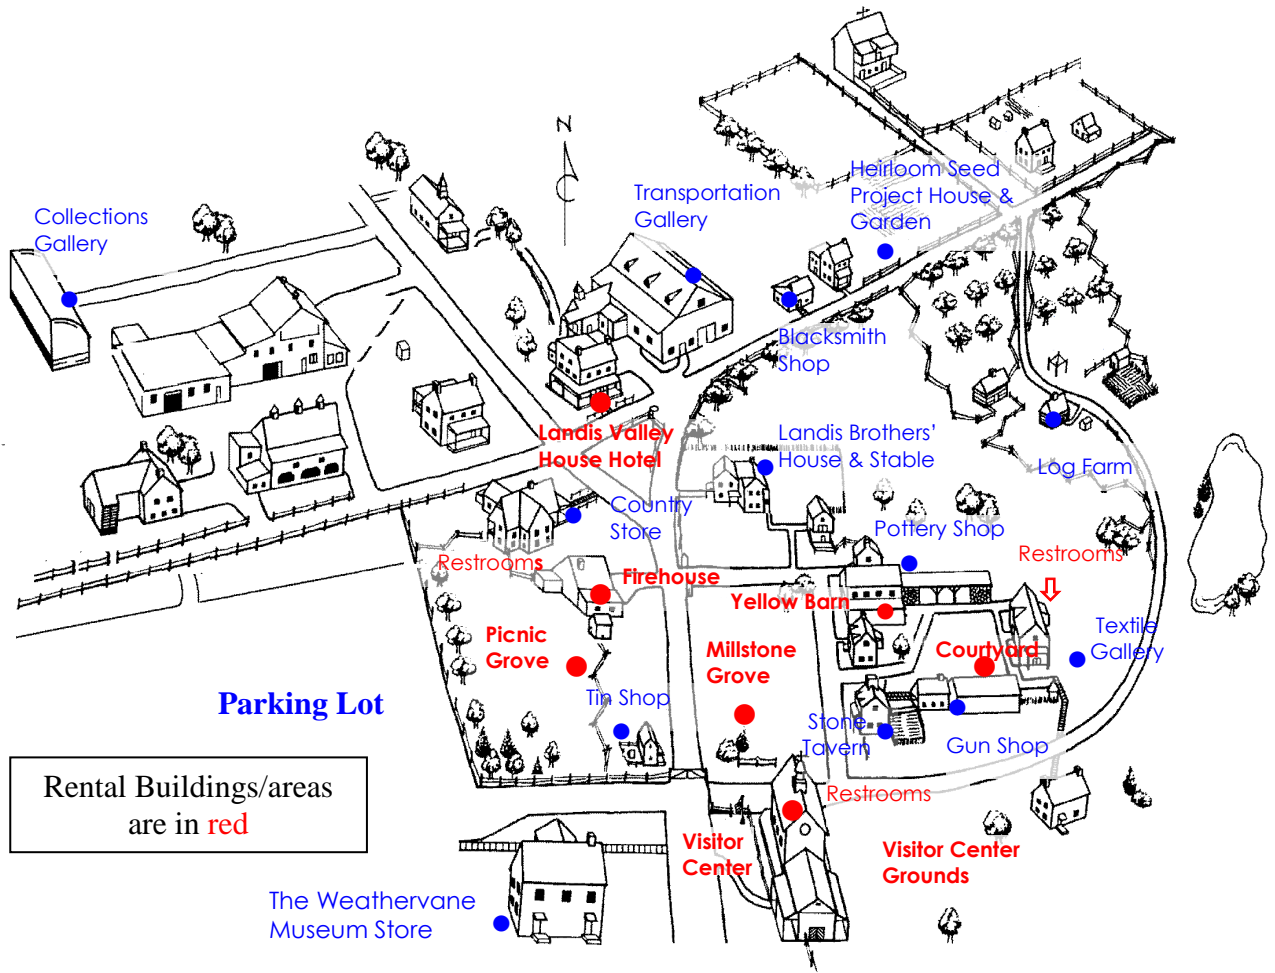 N
Heirloom Seed
Project House &
Garden
Transportation
Gallery
Collections
Gallery
Blacksmith
Shop
Landis Valley
House Hotel
Landis Brothers'
House & Stable
Log Farm
Country
Store
Pottery Shop
Restrooms
Restrooms
Firehouse
Yellow Barn
Picnic
Grove
Millstone
Grove
Courtyard
Textile
Gallery
Parking Lot
Tin Shop
Stone
Tavern
Gun Shop
Rental Buildings/areas
are in red
Restrooms
Visitor
Center
Visitor Center
Grounds
The Weathervane
Museum Store